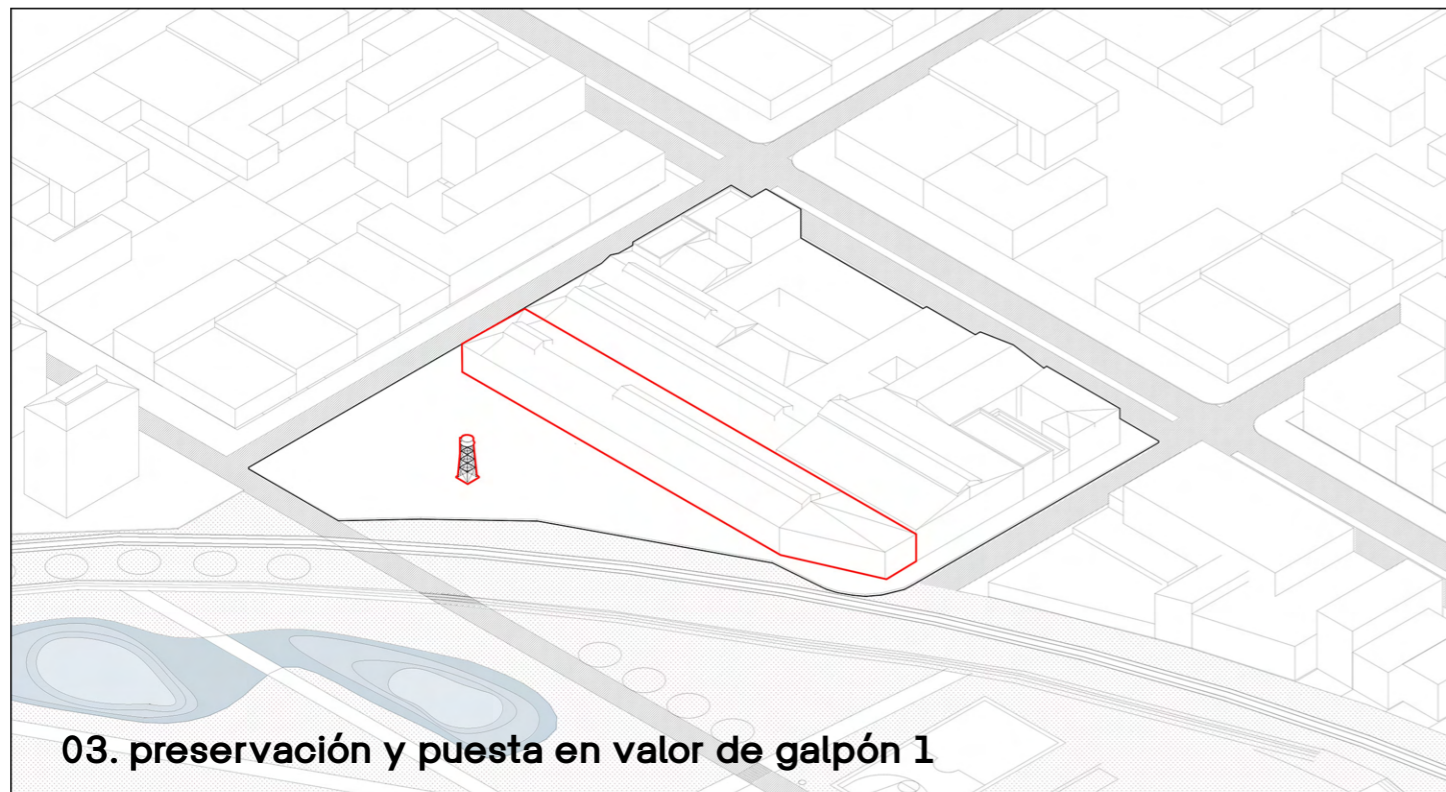 03. preservación y puesta en valor de galpón 1